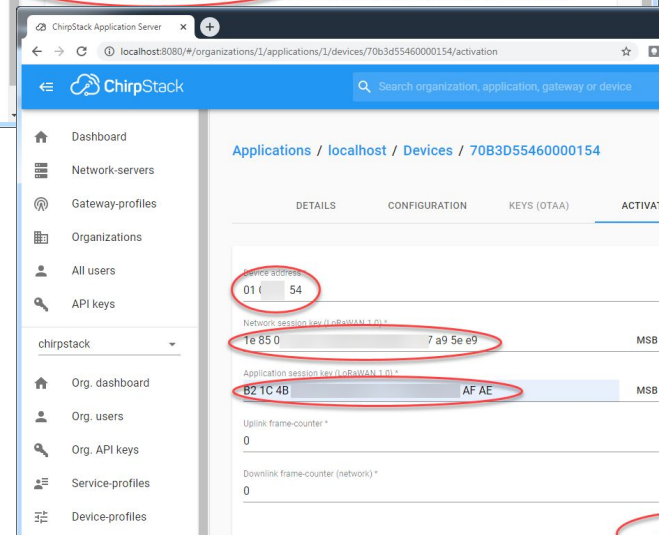 ChirpStack Application Server
localhost:8080/#/organizations/1/applications/1/devices/70b3d55460000154/activation
ChirpStack
Search organization, application, gateway or device
Dashboard
Network-servers
Gateway-profiles
Organizations
All users
API keys
chirpstack
Org. dashboard
Org. users
Org. API keys
Service-profiles
Device-profiles
Applications / localhost / Devices / 70B3D55460000154
DETAILS CONFIGURATION KEYS (OTAA) ACTIVAT
Device address *
01 54
Network session key (LoRaWAN 1.0) *
1e 85 0 7 a9 5e e9 MSB
Application session key (LoRaWAN 1.0) *
B2 1C 4B AF AE MSB
Uplink frame-counter *
0
Downlink frame-counter (network) *
0